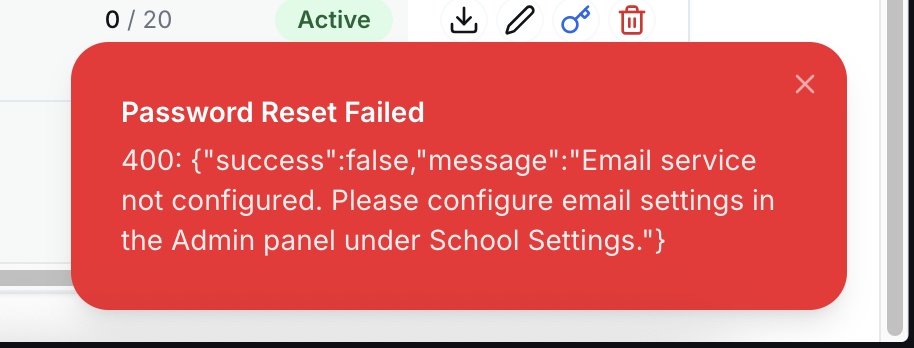 0 / 20 Active
Password Reset Failed
400: {"success":false,"message":"Email service
not configured. Please configure email settings in
the Admin panel under School Settings."}